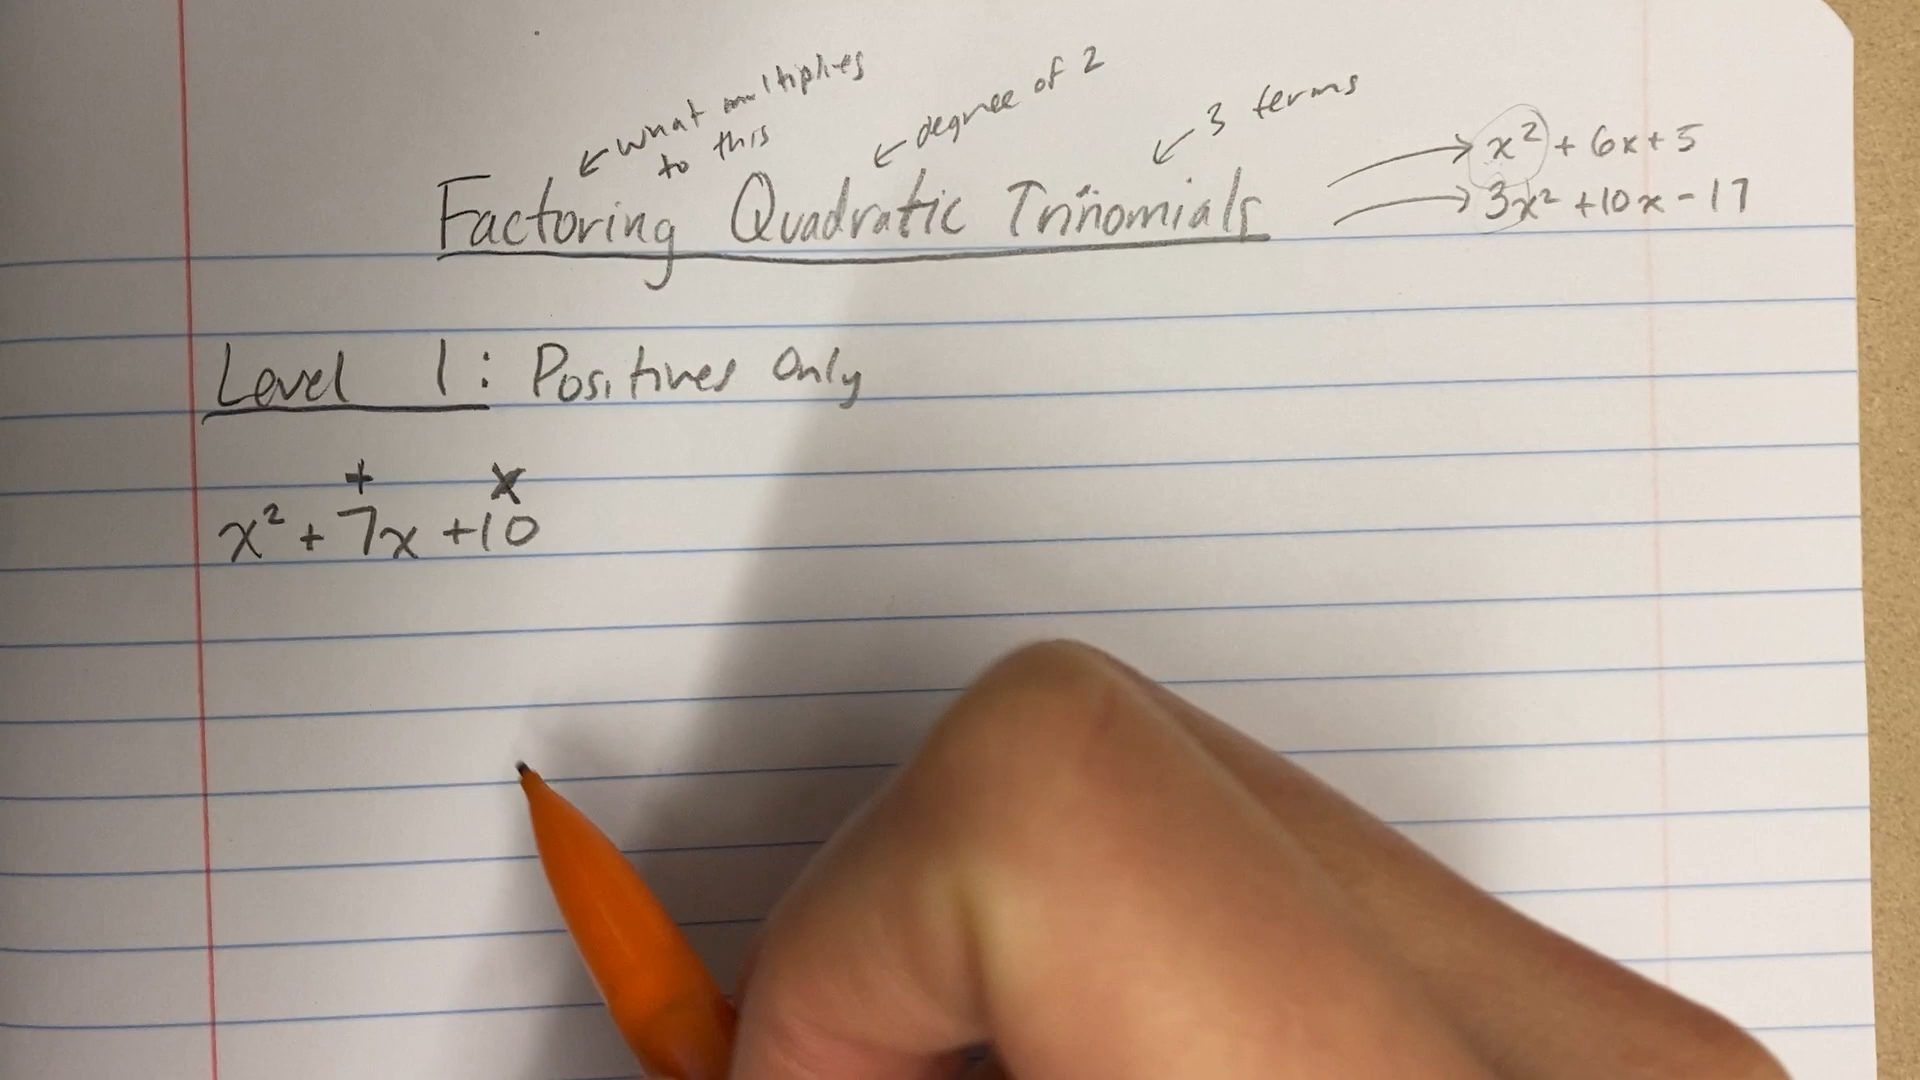 what multiplies
to this
degree of 2
3 terms
Factoring Quadratic Trinomials
x² + 6x + 5
3x² + 10x - 17
Level 1: Positives Only
+ x
x² + 7x + 10